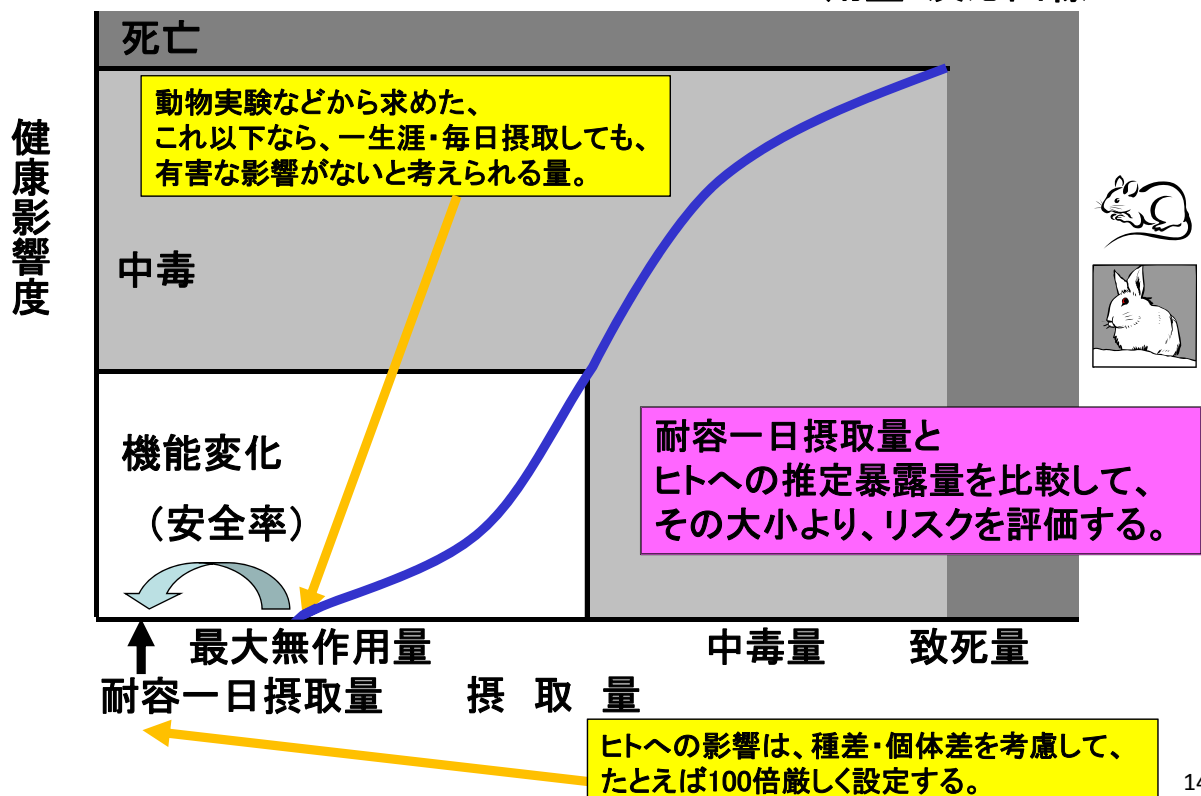 死亡
動物実験などから求めた、
これ以下なら、一生涯・毎日摂取しても、
有害な影響がないと考えられる量。
健康影響度
中毒
機能変化
（安全率）
耐容一日摂取量と
ヒトへの推定暴露量を比較して、
その大小より、リスクを評価する。
最大無作用量
中毒量
致死量
耐容一日摂取量
摂取量
ヒトへの影響は、種差・個体差を考慮して、
たとえば100倍厳しく設定する。
14